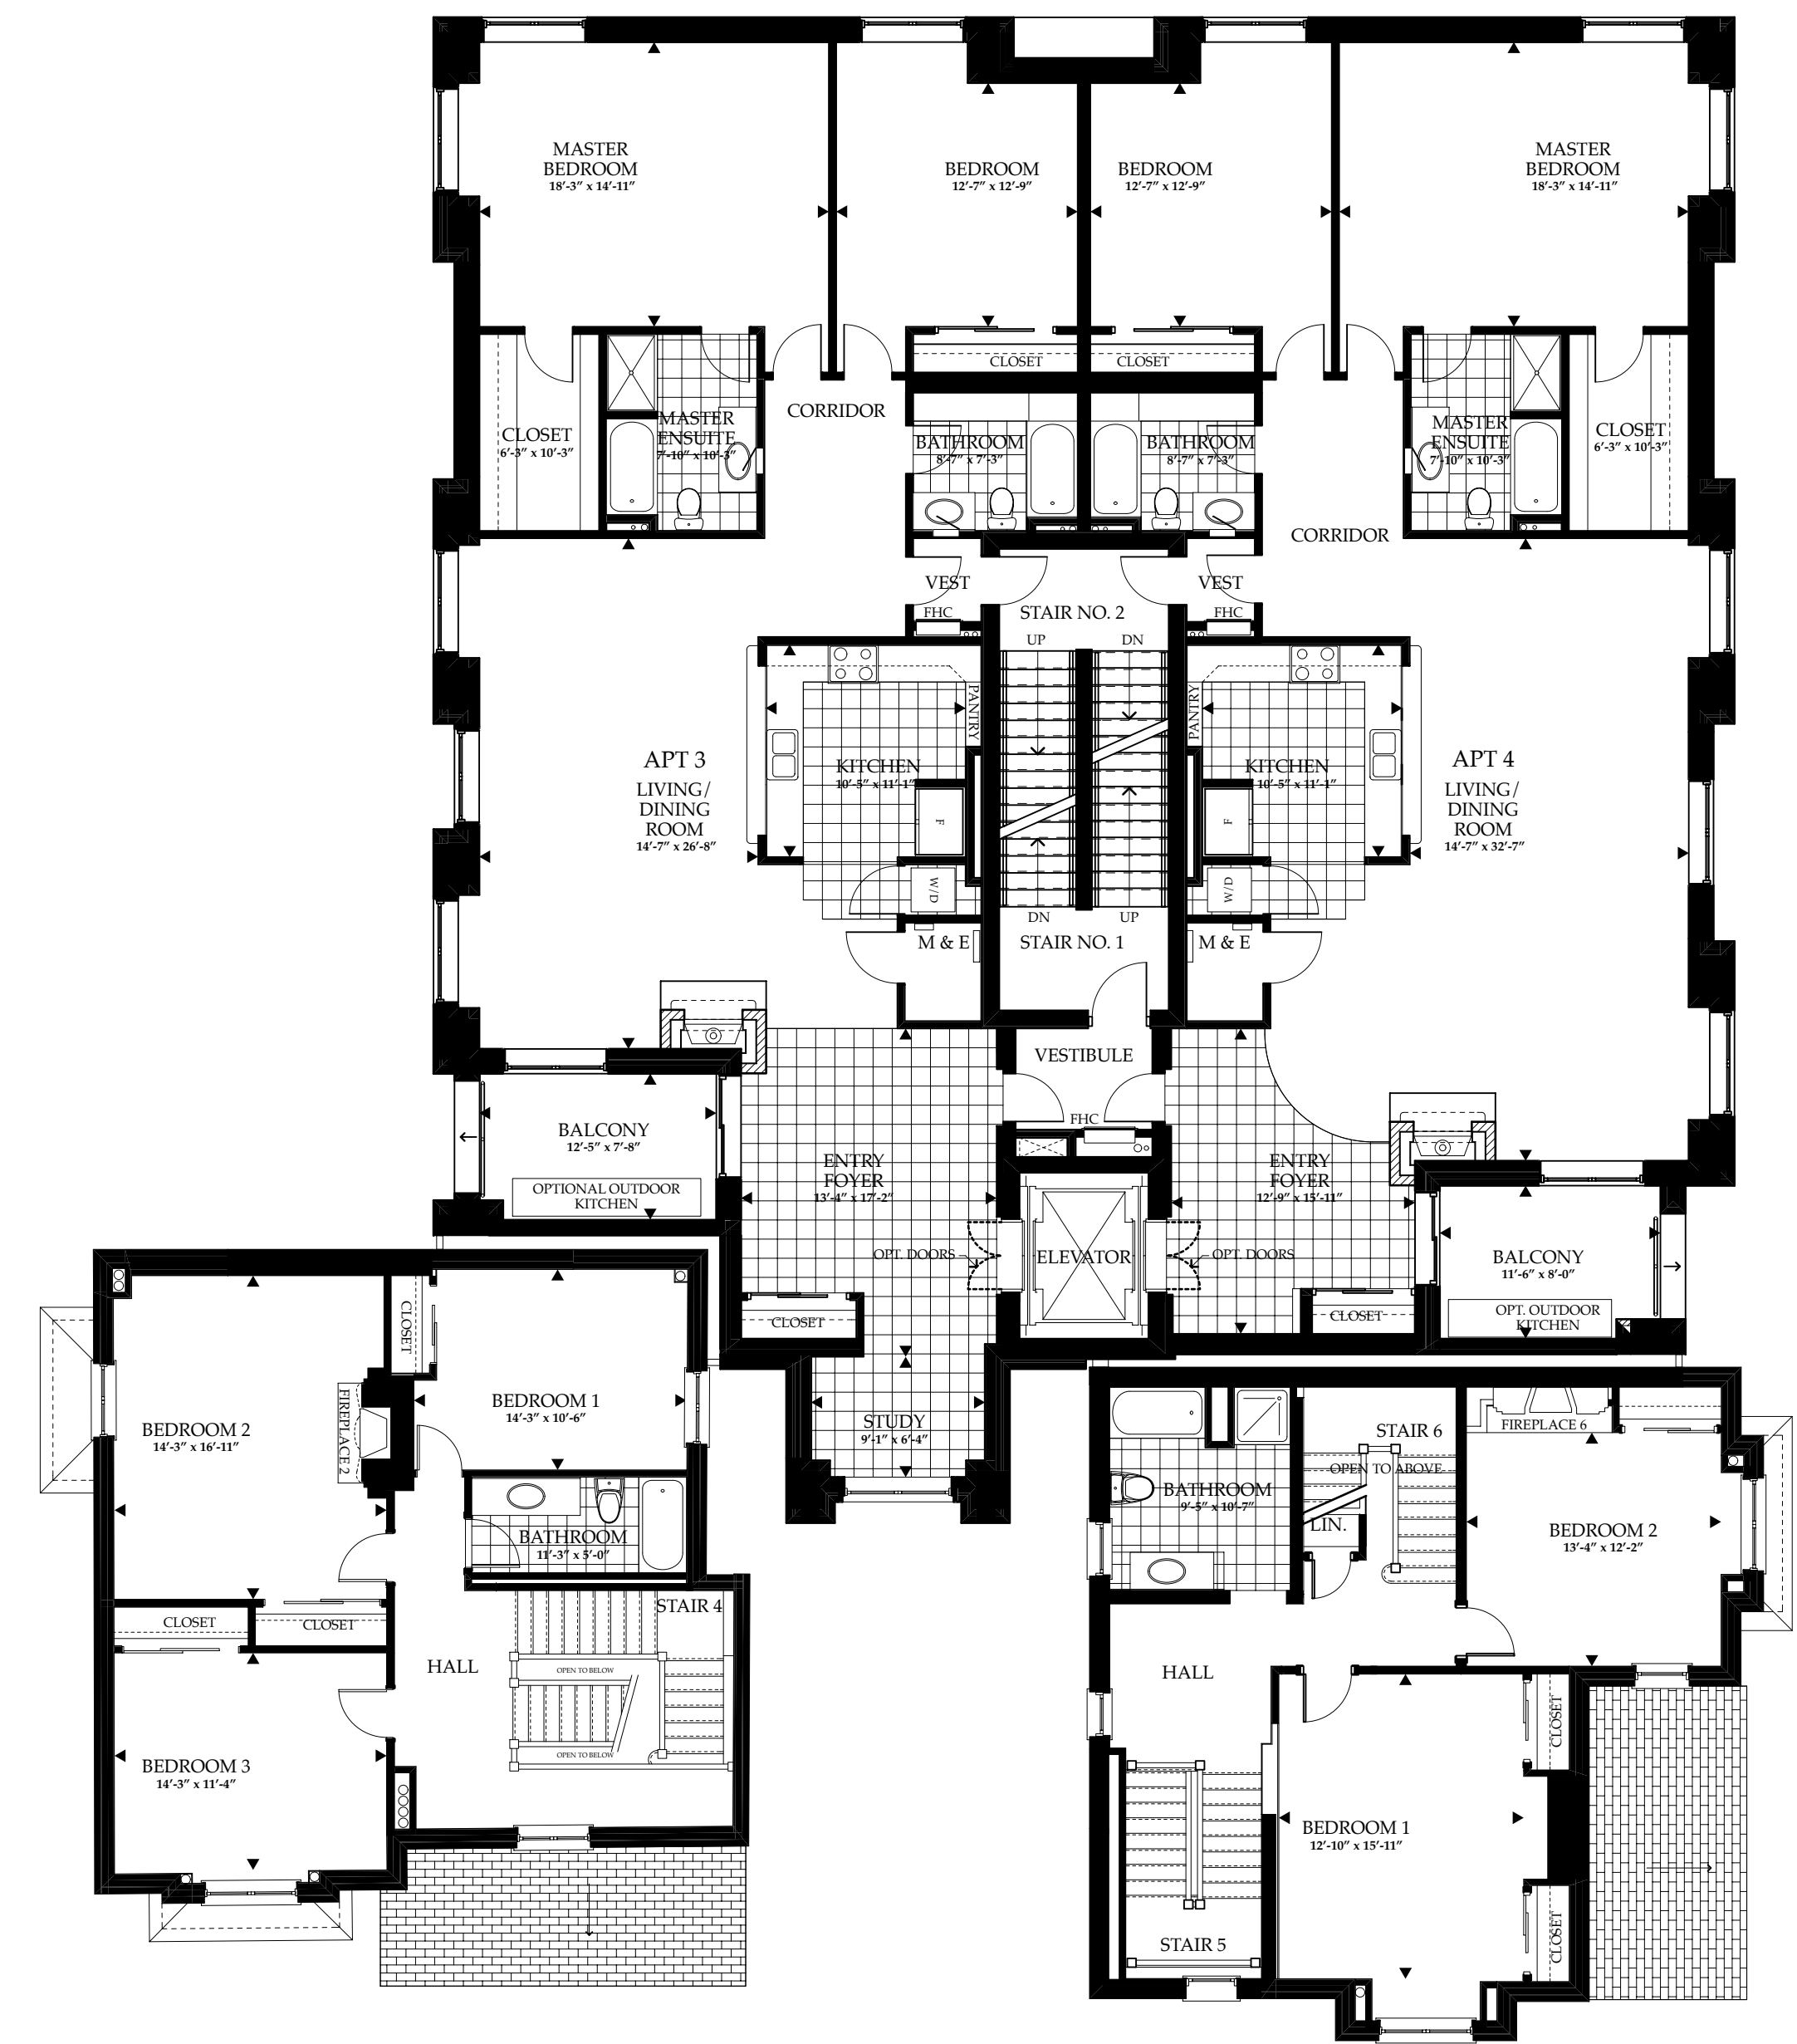 MASTER
BEDROOM
18'-3" x 14'-11"
BEDROOM
12'-7" x 12'-9"
BEDROOM
12'-7" x 12'-9"
MASTER
BEDROOM
18'-3" x 14'-11"
CLOSET
CLOSET
CORRIDOR
CLOSET
6'-3" x 10'-3"
MASTER
ENSUITE
7'-10" x 10'-3"
BATHROOM
8'-7" x 7'-3"
BATHROOM
8'-7" x 7'-3"
MASTER
ENSUITE
7'-10" x 10'-3"
CLOSET
6'-3" x 10'-3"
CORRIDOR
VEST
FHC
STAIR NO. 2
UP
DN
VEST
FHC
PANTRY
PANTRY
APT 3
LIVING/
DINING
ROOM
14'-7" x 26'-8"
KITCHEN
10'-5" x 11'-1"
F
KITCHEN
10'-5" x 11'-1"
F
APT 4
LIVING/
DINING
ROOM
14'-7" x 32'-7"
W/D
W/D
DN
UP
M & E
STAIR NO. 1
M & E
VESTIBULE
FHC
BALCONY
12'-5" x 7'-8"
OPTIONAL OUTDOOR
KITCHEN
ENTRY
FOYER
13'-4" x 17'-2"
ENTRY
FOYER
12'-9" x 15'-11"
OPT. DOORS
ELEVATOR
OPT. DOORS
BALCONY
11'-6" x 8'-0"
OPT. OUTDOOR
KITCHEN
CLOSET
CLOSET
CLOSET
BEDROOM 2
14'-3" x 16'-11"
FIREPLACE 2
BEDROOM 1
14'-3" x 10'-6"
STUDY
9'-1" x 6'-4"
STAIR 6
OPEN TO ABOVE
FIREPLACE 6
BATHROOM
9'-5" x 10'-7"
LIN.
BEDROOM 2
13'-4" x 12'-2"
BATHROOM
11'-3" x 5'-0"
CLOSET
CLOSET
STAIR 4
HALL
OPEN TO BELOW
OPEN TO BELOW
BEDROOM 3
14'-3" x 11'-4"
HALL
CLOSET
BEDROOM 1
12'-10" x 15'-11"
CLOSET
STAIR 5